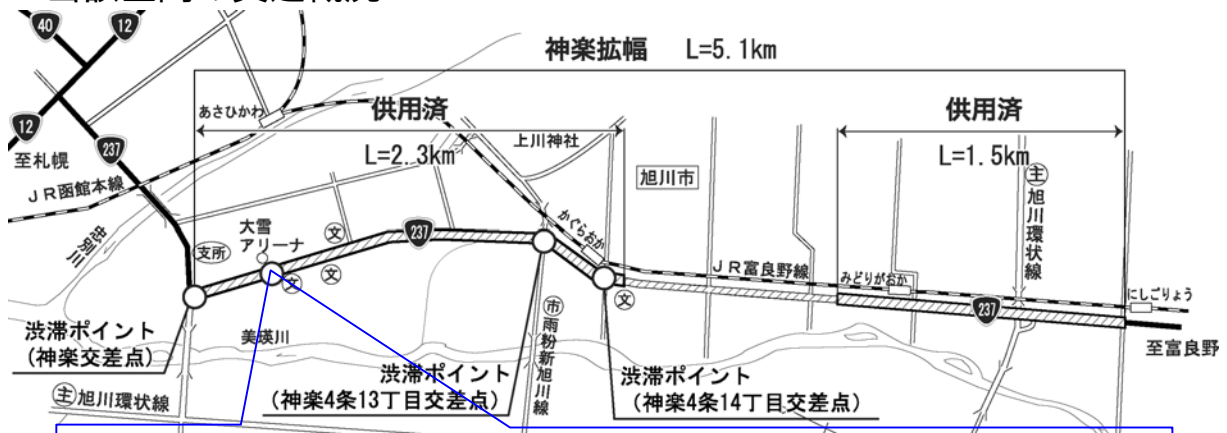 神楽拡幅 L=5.1km
40
12
12
237
至札幌
JR函館本線
あさひかわ
供用済
L=2.3km
上川神社
旭川市
供用済
L=1.5km
主
旭川環状線
忠別川
支所
大雪
アリーナ
文
文
文
237
かぐらおか
JR富良野線
みどりがおか
237
にしごりょう
至富良野
文
美瑛川
市
雨粉新旭川線
渋滞ポイント
(神楽交差点)
渋滞ポイント
(神楽4条13丁目交差点)
渋滞ポイント
(神楽4条14丁目交差点)
主 旭川環状線